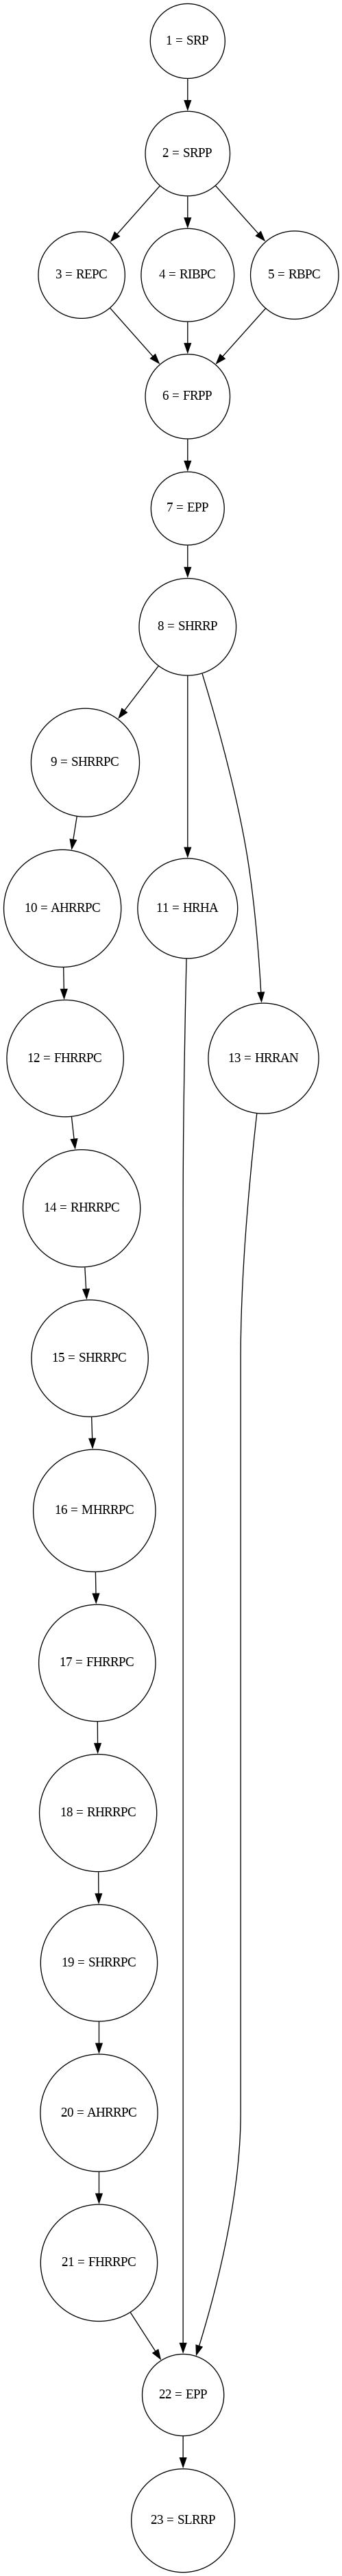 1 = SRP
2 = SRPP
3 = REPC
4 = RIBPC
5 = RBPC
6 = FRPP
7 = EPP
8 = SHRRP
9 = SHRRPC
10 = AHRRPC
11 = HRHA
12 = FHRRPC
13 = HRRAN
14 = RHRRPC
15 = SHRRPC
16 = MHRRPC
17 = FHRRPC
18 = RHRRPC
19 = SHRRPC
20 = AHRRPC
21 = FHRRPC
22 = EPP
23 = SLRRP